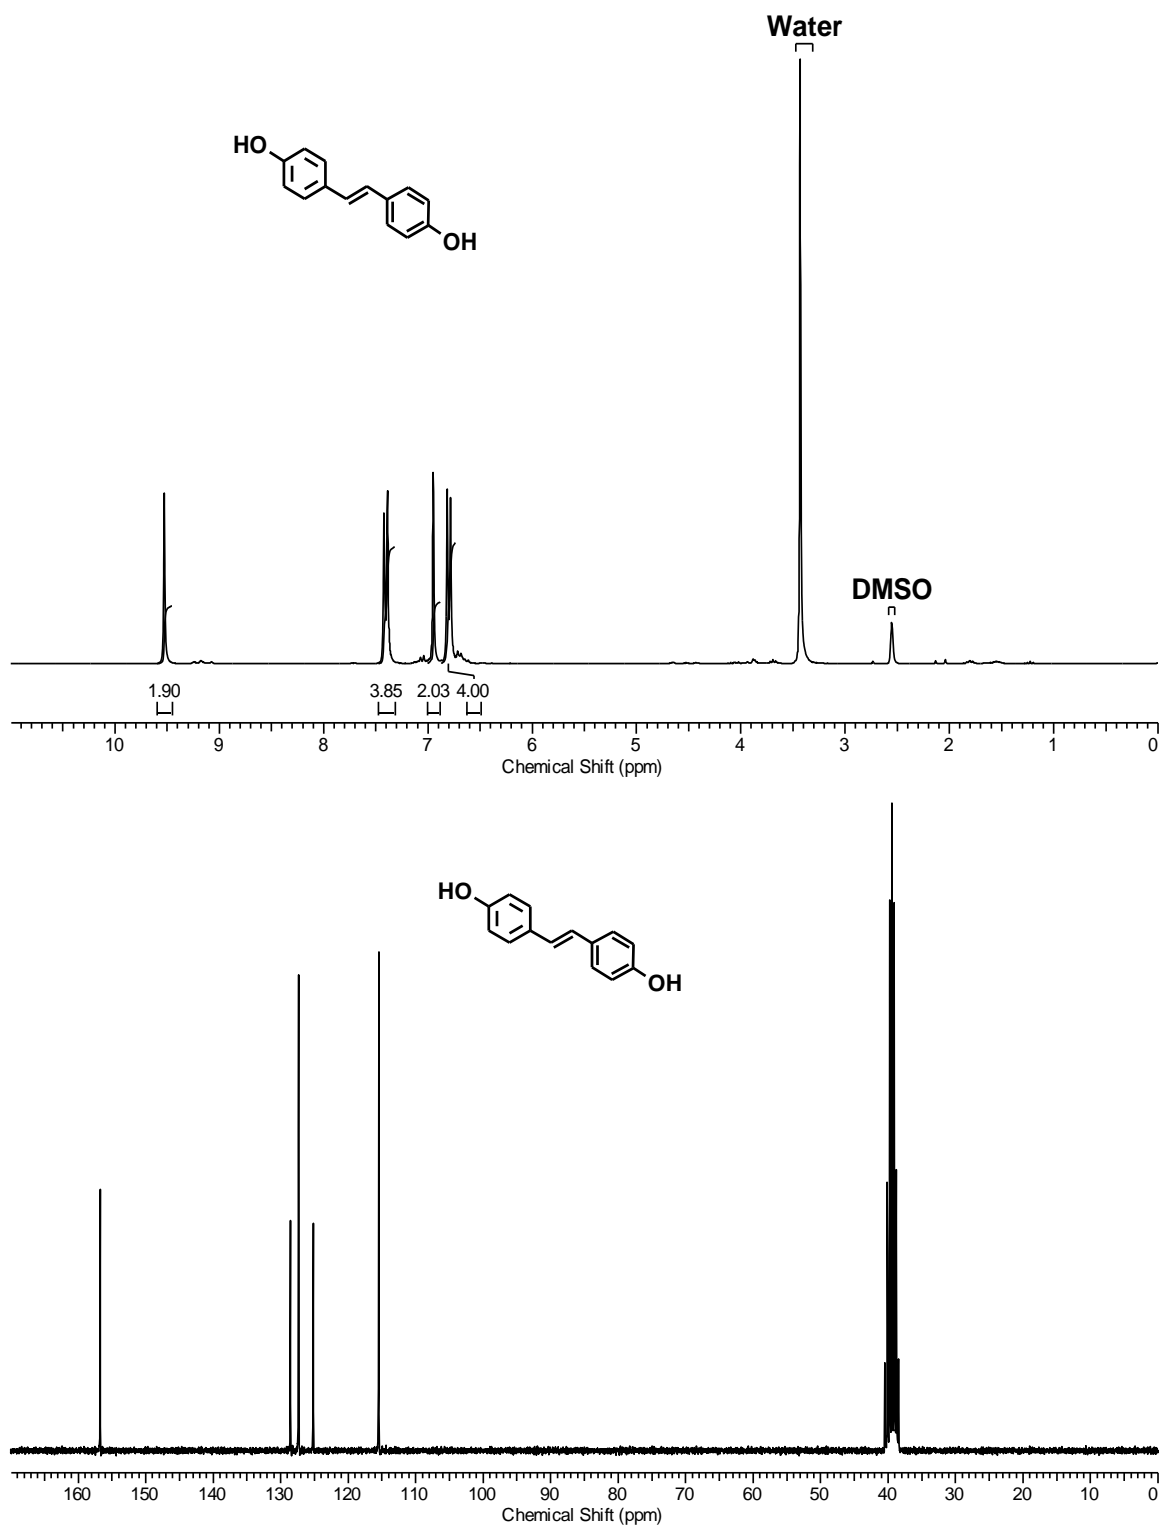 Water
HO
OH
DMSO
1.90 3.85 2.03 4.00
10 9 8 7 6 5 4 3 2 1 0
Chemical Shift (ppm)
HO
OH
160 150 140 130 120 110 100 90 80 70 60 50 40 30 20 10 0
Chemical Shift (ppm)